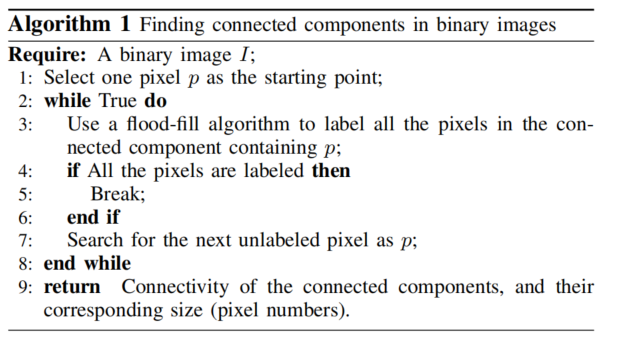 Algorithm 1 Finding connected components in binary images
Require: A binary image I;
1: Select one pixel p as the starting point;
2: while True do
3: Use a flood-fill algorithm to label all the pixels in the con-
nected component containing p;
4: if All the pixels are labeled then
5: Break;
6: end if
7: Search for the next unlabeled pixel as p;
8: end while
9: return Connectivity of the connected components, and their
corresponding size (pixel numbers).